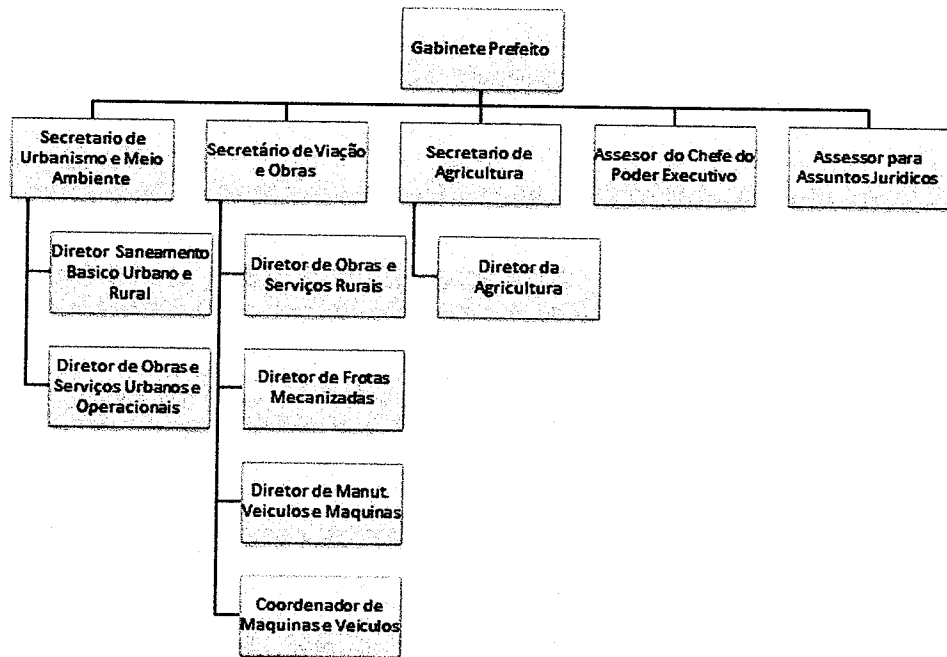 Gabinete Prefeito
Secretario de
Urbanismo e Meio
Ambiente
Secretário de Viação
e Obras
Secretario de
Agricultura
Assesor do Chefe do
Poder Executivo
Assessor para
Assuntos Juridicos
Diretor Saneamento
Basico Urbano e
Rural
Diretor de Obras e
Serviços Rurais
Diretor da
Agricultura
Diretor de Obras e
Serviços Urbanos e
Operacionais
Diretor de Frotas
Mecanizadas
Diretor de Manut.
Veiculos e Maquinas
Coordenador de
Maquinas e Veiculos